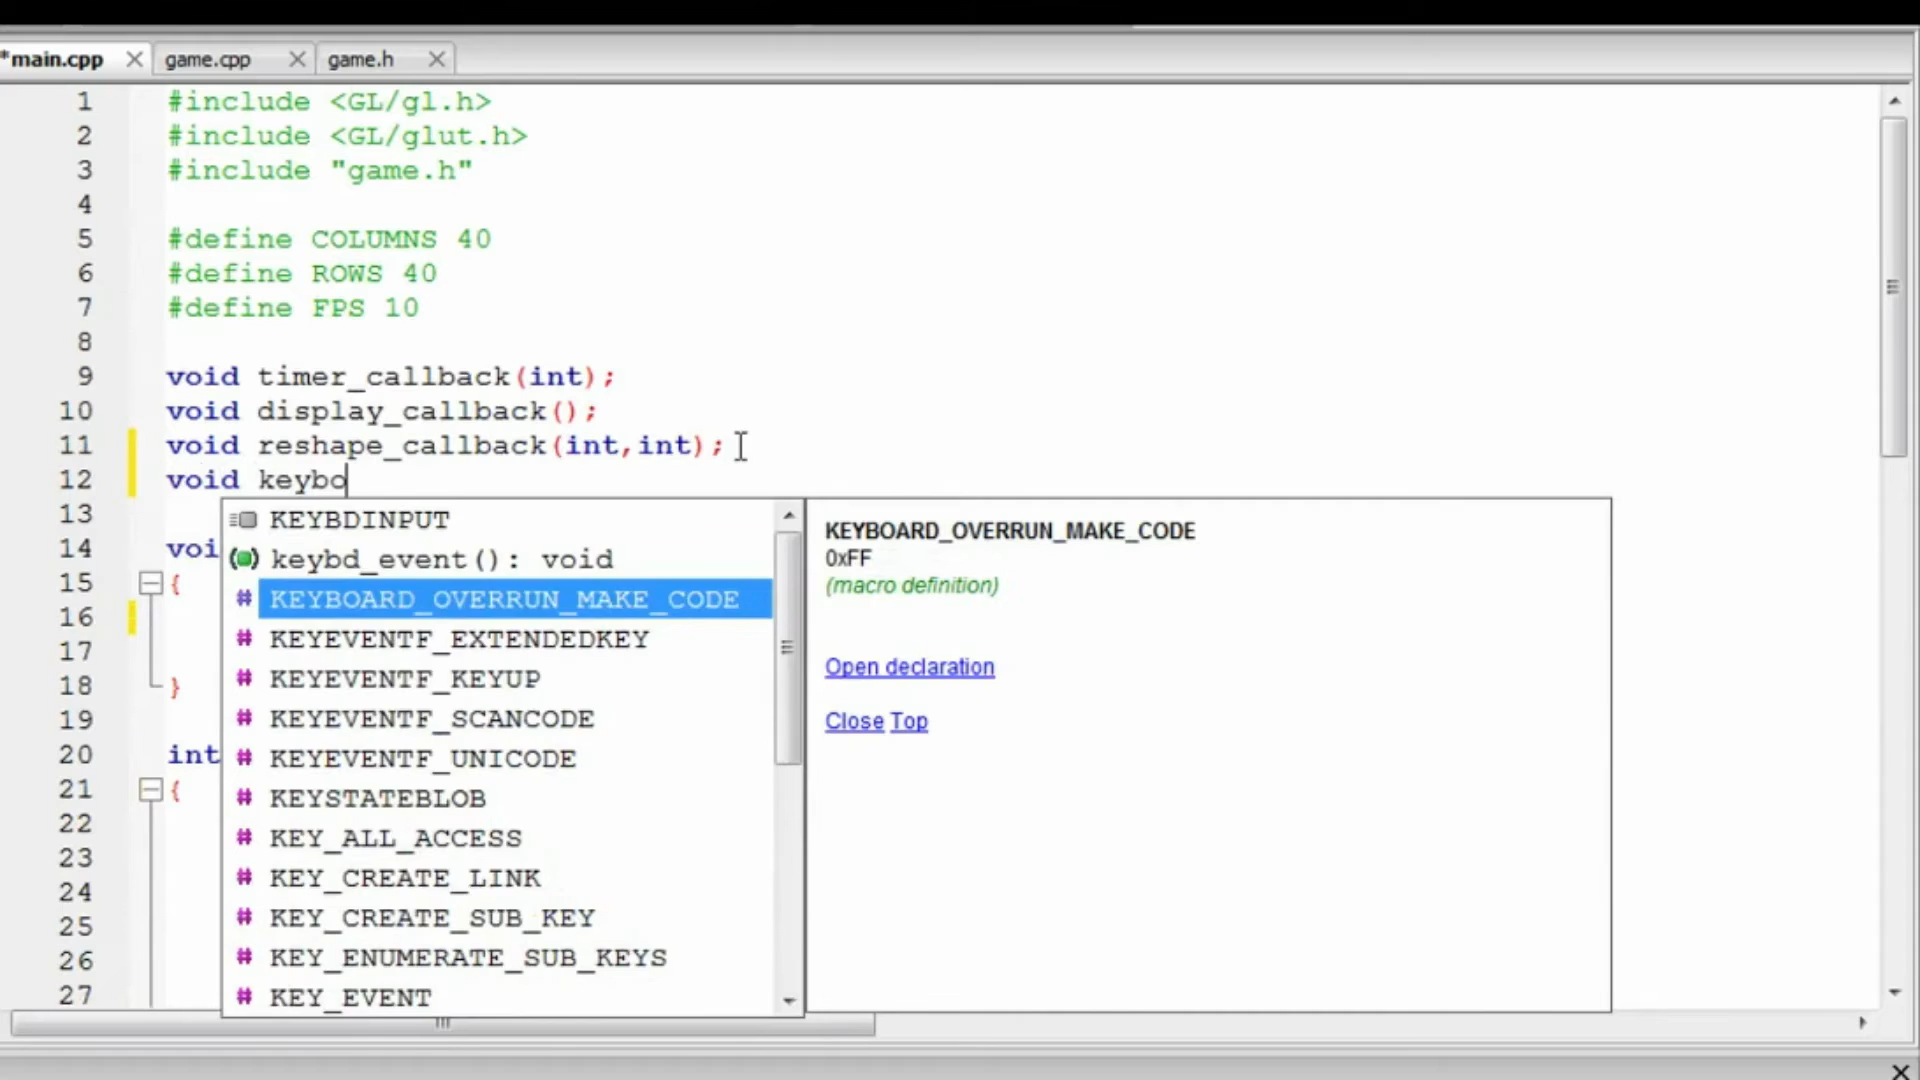 *main.cpp game.cpp game.h
1 #include <GL/gl.h>
2 #include <GL/glut.h>
3 #include "game.h"
4
5 #define COLUMNS 40
6 #define ROWS 40
7 #define FPS 10
8
9 void timer_callback(int);
10 void display_callback();
11 void reshape_callback(int,int);
12 void keybo
13
14 voi
15 {
16
17
18 }
19
20 int
21 {
22
23
24
25
26
27
KEYBDINPUT
keybd_event(): void
# KEYBOARD_OVERRUN_MAKE_CODE
# KEYEVENTF_EXTENDEDKEY
# KEYEVENTF_KEYUP
# KEYEVENTF_SCANCODE
# KEYEVENTF_UNICODE
# KEYSTATEBLOB
# KEY_ALL_ACCESS
# KEY_CREATE_LINK
# KEY_CREATE_SUB_KEY
# KEY_ENUMERATE_SUB_KEYS
# KEY_EVENT
KEYBOARD_OVERRUN_MAKE_CODE
0xFF
(macro definition)
Open declaration
Close Top